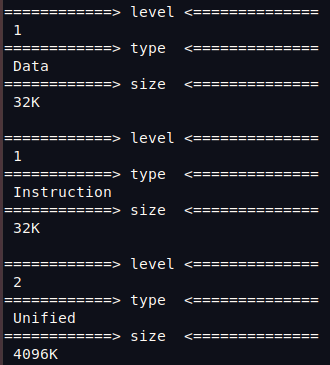 ============> level <==============
1
============> type  <==============
Data
============> size  <==============
32K

============> level <==============
1
============> type  <==============
Instruction
============> size  <==============
32K

============> level <==============
2
============> type  <==============
Unified
============> size  <==============
4096K